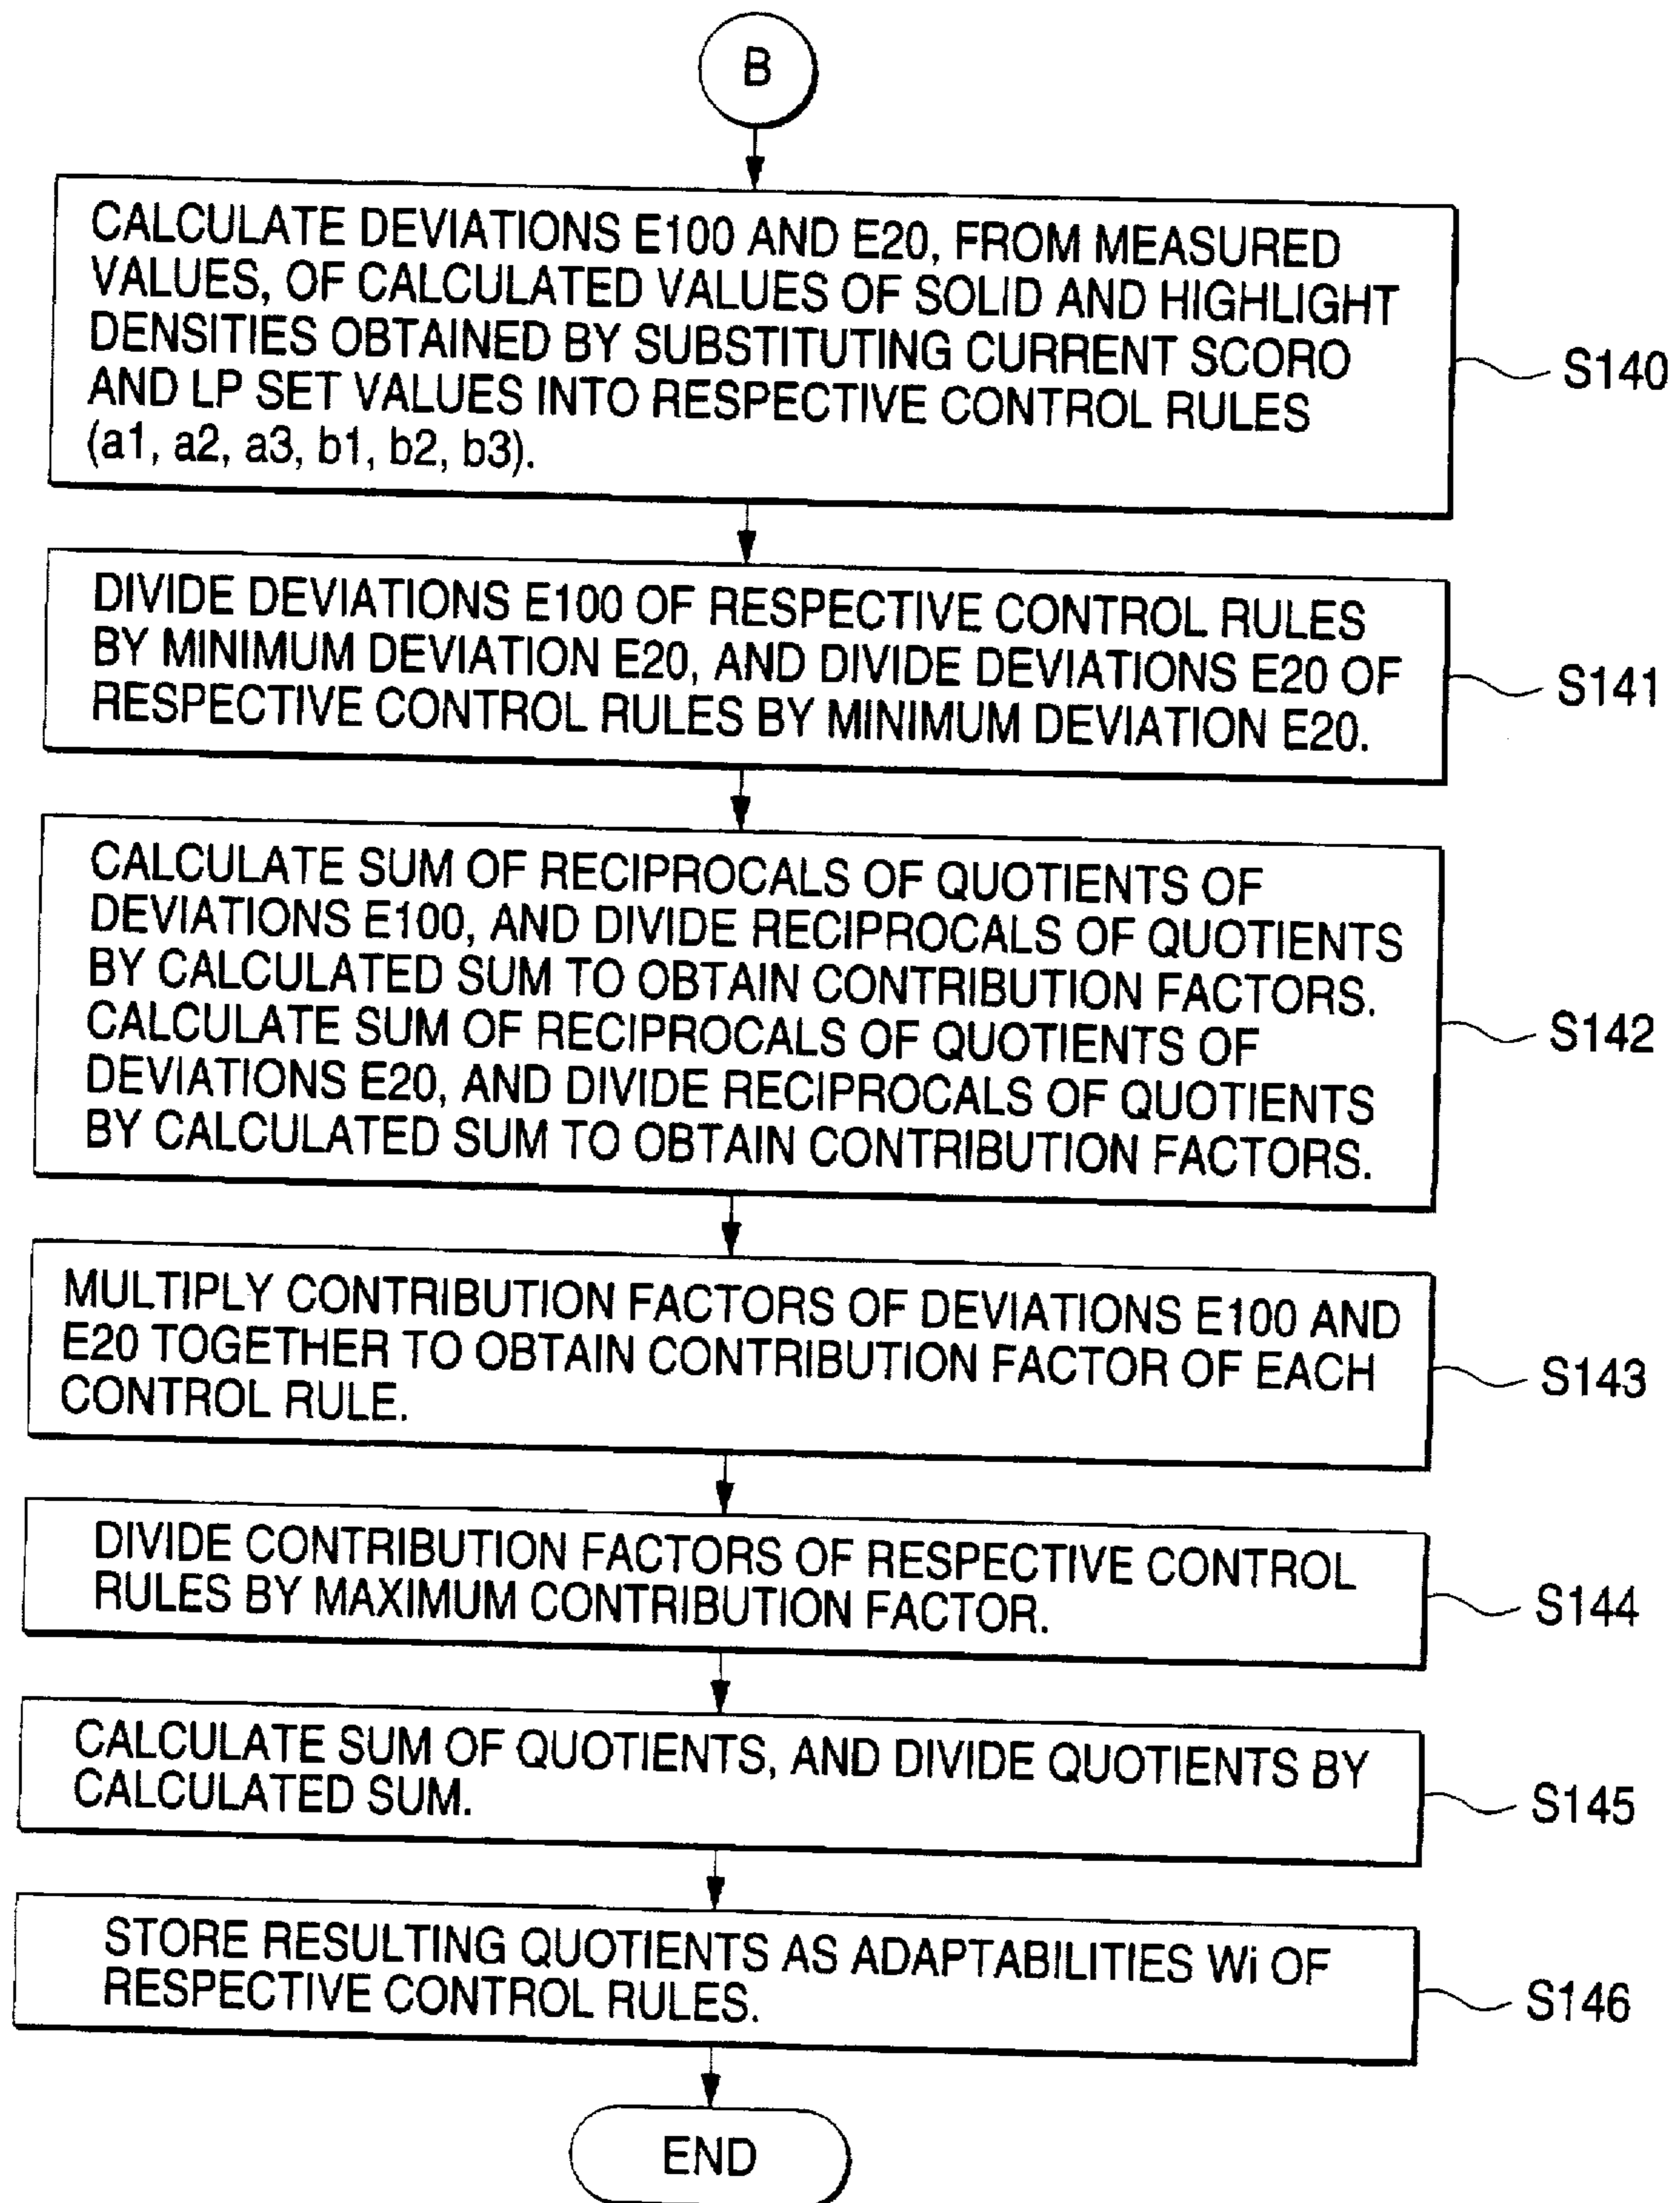 B
CALCULATE DEVIATIONS E100 AND E20, FROM MEASURED
VALUES, OF CALCULATED VALUES OF SOLID AND HIGHLIGHT
DENSITIES OBTAINED BY SUBSTITUTING CURRENT SCORO
AND LP SET VALUES INTO RESPECTIVE CONTROL RULES
(a1, a2, a3, b1, b2, b3).
S140
DIVIDE DEVIATIONS E100 OF RESPECTIVE CONTROL RULES
BY MINIMUM DEVIATION E20, AND DIVIDE DEVIATIONS E20 OF
RESPECTIVE CONTROL RULES BY MINIMUM DEVIATION E20.
S141
CALCULATE SUM OF RECIPROCALS OF QUOTIENTS OF
DEVIATIONS E100, AND DIVIDE RECIPROCALS OF QUOTIENTS
BY CALCULATED SUM TO OBTAIN CONTRIBUTION FACTORS.
CALCULATE SUM OF RECIPROCALS OF QUOTIENTS OF
DEVIATIONS E20, AND DIVIDE RECIPROCALS OF QUOTIENTS
BY CALCULATED SUM TO OBTAIN CONTRIBUTION FACTORS.
S142
MULTIPLY CONTRIBUTION FACTORS OF DEVIATIONS E100 AND
E20 TOGETHER TO OBTAIN CONTRIBUTION FACTOR OF EACH
CONTROL RULE.
S143
DIVIDE CONTRIBUTION FACTORS OF RESPECTIVE CONTROL
RULES BY MAXIMUM CONTRIBUTION FACTOR.
S144
CALCULATE SUM OF QUOTIENTS, AND DIVIDE QUOTIENTS BY
CALCULATED SUM.
S145
STORE RESULTING QUOTIENTS AS ADAPTABILITIES Wi OF
RESPECTIVE CONTROL RULES.
S146
END